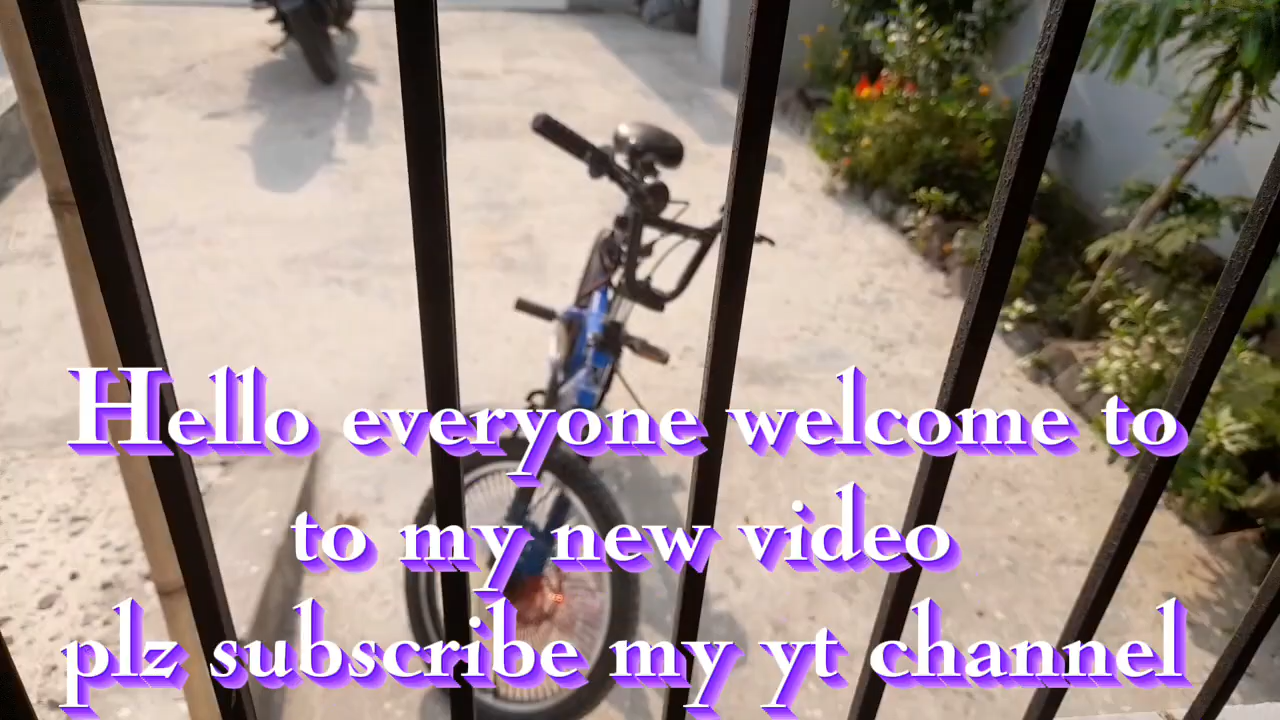 Hello everyone welcome to
to my new video
plz subscribe my yt channel